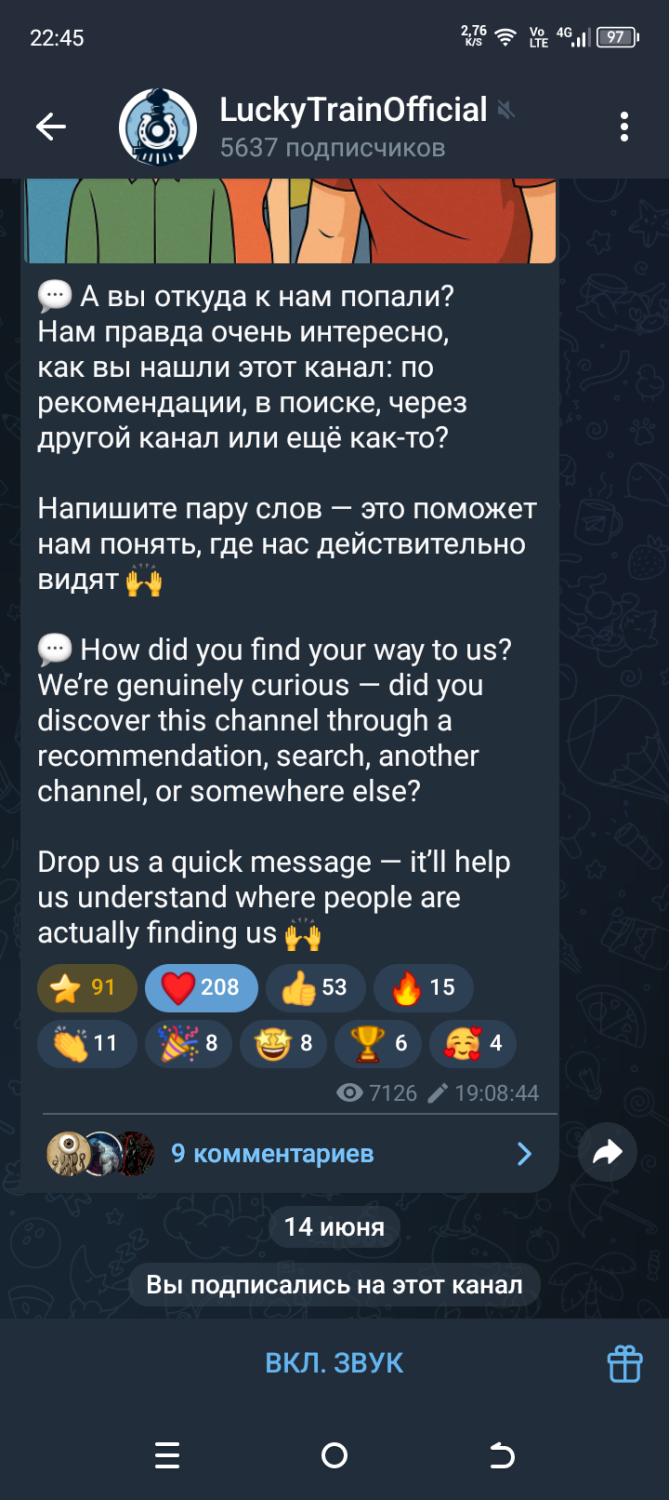 22:45
2,76 K/S Vo LTE 4G 97
LuckyTrainOfficial
5637 подписчиков
💬 А вы откуда к нам попали?
Нам правда очень интересно,
как вы нашли этот канал: по
рекомендации, в поиске, через
другой канал или ещё как-то?
Напишите пару слов — это поможет
нам понять, где нас действительно
видят 🙌
💬 How did you find your way to us?
We’re genuinely curious — did you
discover this channel through a
recommendation, search, another
channel, or somewhere else?
Drop us a quick message — it’ll help
us understand where people are
actually finding us 🙌
⭐ 91 ❤️ 208 👍 53 🔥 15
👏 11 🎉 8 🤩 8 🏆 6 🥰 4
7126 19:08:44
9 комментариев
14 июня
Вы подписались на этот канал
ВКЛ. ЗВУК